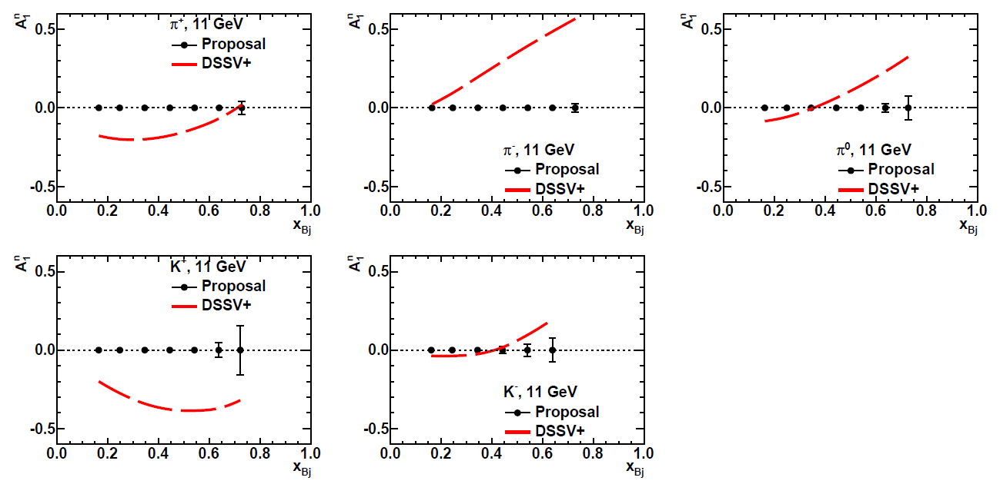 A₁ⁿ
π⁺, 11 GeV
Proposal
DSSV+
0.5
0.0
-0.5
0.0 0.2 0.4 0.6 0.8 1.0
x_Bj
A₁ⁿ
π⁻, 11 GeV
Proposal
DSSV+
0.5
0.0
-0.5
0.0 0.2 0.4 0.6 0.8 1.0
x_Bj
A₁ⁿ
π⁰, 11 GeV
Proposal
DSSV+
0.5
0.0
-0.5
0.0 0.2 0.4 0.6 0.8 1.0
x_Bj
A₁ⁿ
K⁺, 11 GeV
Proposal
DSSV+
0.5
0.0
-0.5
0.0 0.2 0.4 0.6 0.8 1.0
x_Bj
A₁ⁿ
K⁻, 11 GeV
Proposal
DSSV+
0.5
0.0
-0.5
0.0 0.2 0.4 0.6 0.8 1.0
x_Bj